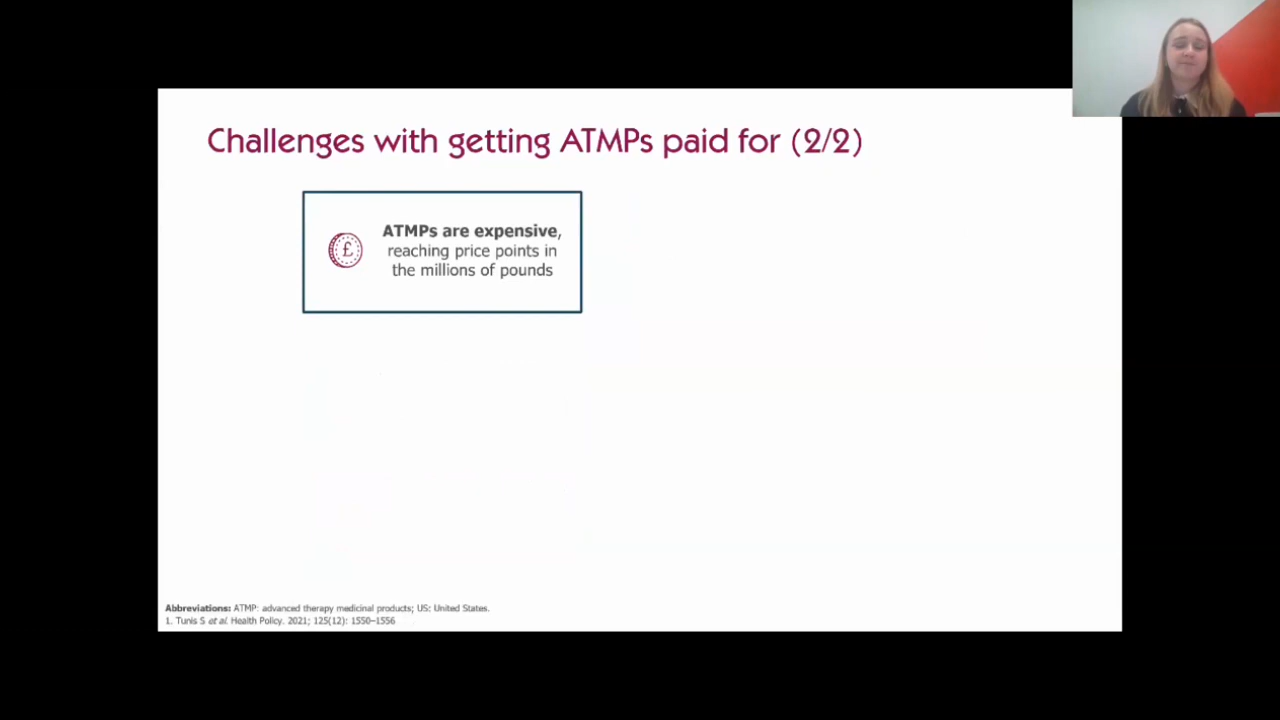 Challenges with getting ATMPs paid for (2/2)
£
ATMPs are expensive,
reaching price points in
the millions of pounds
Abbreviations: ATMP: advanced therapy medicinal products; US: United States.
1. Tunis S et al. Health Policy. 2021; 125(12): 1550–1556